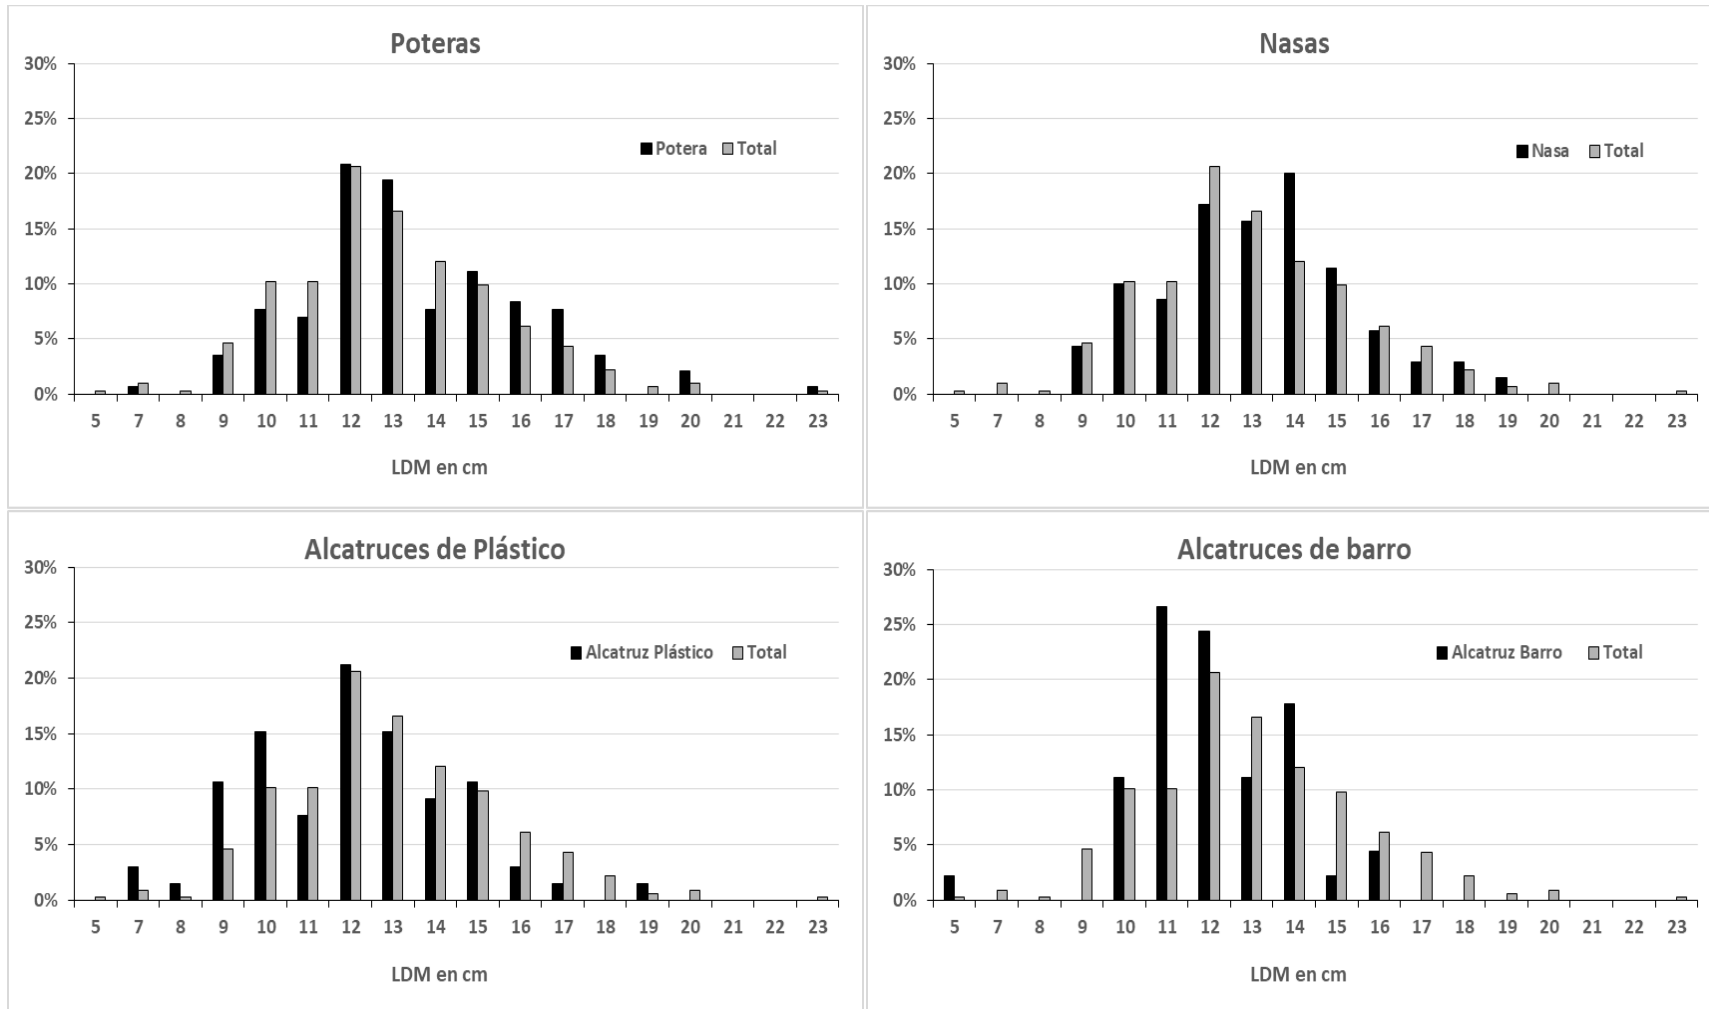 Poteras
30%
25%
20%
15%
10%
5%
0%
Potera Total
5 7 8 9 10 11 12 13 14 15 16 17 18 19 20 21 22 23
LDM en cm
Nasas
30%
25%
20%
15%
10%
5%
0%
Nasa Total
5 7 8 9 10 11 12 13 14 15 16 17 18 19 20 21 22 23
LDM en cm
Alcatruces de Plástico
30%
25%
20%
15%
10%
5%
0%
Alcatruz Plástico Total
5 7 8 9 10 11 12 13 14 15 16 17 18 19 20 21 22 23
LDM en cm
Alcatruces de barro
30%
25%
20%
15%
10%
5%
0%
Alcatruz Barro Total
5 7 8 9 10 11 12 13 14 15 16 17 18 19 20 21 22 23
LDM en cm